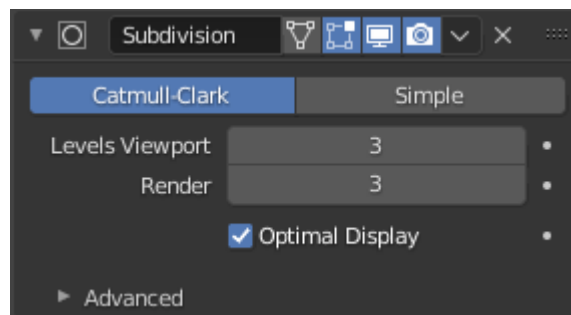 Subdivision
Catmull-Clark Simple
Levels Viewport 3
Render 3
Optimal Display
Advanced